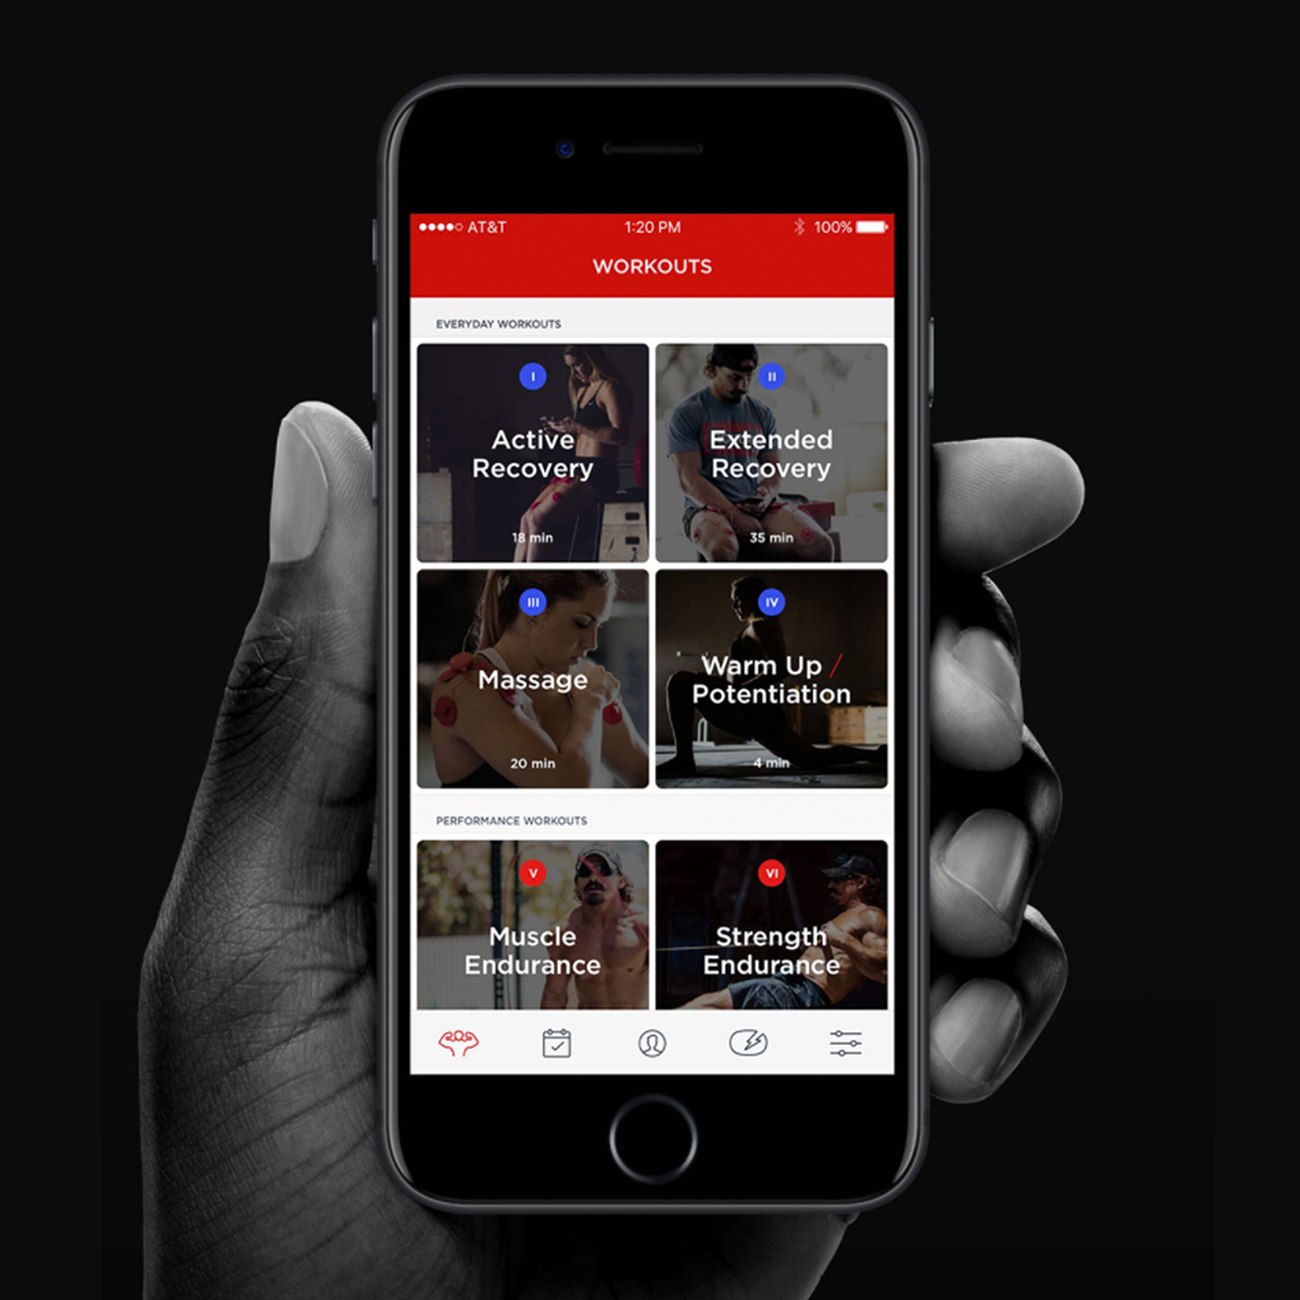 AT&T 1:20 PM 100%
WORKOUTS
EVERYDAY WORKOUTS
I
Active
Recovery
18 min
II
Extended
Recovery
35 min
III
Massage
20 min
IV
Warm Up /
Potentiation
4 min
PERFORMANCE WORKOUTS
V
Muscle
Endurance
VI
Strength
Endurance